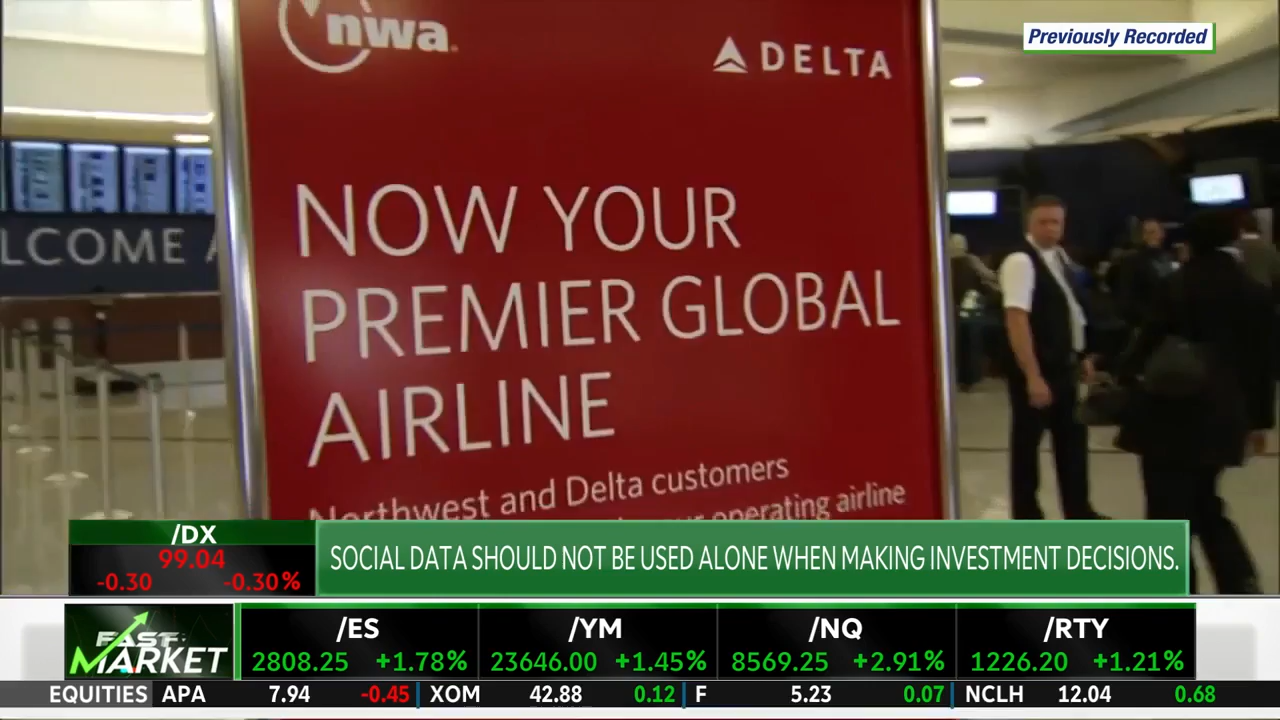 nwa.
DELTA
Previously Recorded
NOW YOUR
PREMIER GLOBAL
AIRLINE
LCOME
Northwest and Delta customers
operating airline
/DX
99.04
-0.30 -0.30%
SOCIAL DATA SHOULD NOT BE USED ALONE WHEN MAKING INVESTMENT DECISIONS.
FAST
MARKET
/ES /YM /NQ /RTY
2808.25 +1.78% 23646.00 +1.45% 8569.25 +2.91% 1226.20 +1.21%
EQUITIES APA 7.94 -0.45 XOM 42.88 0.12 F 5.23 0.07 NCLH 12.04 0.68